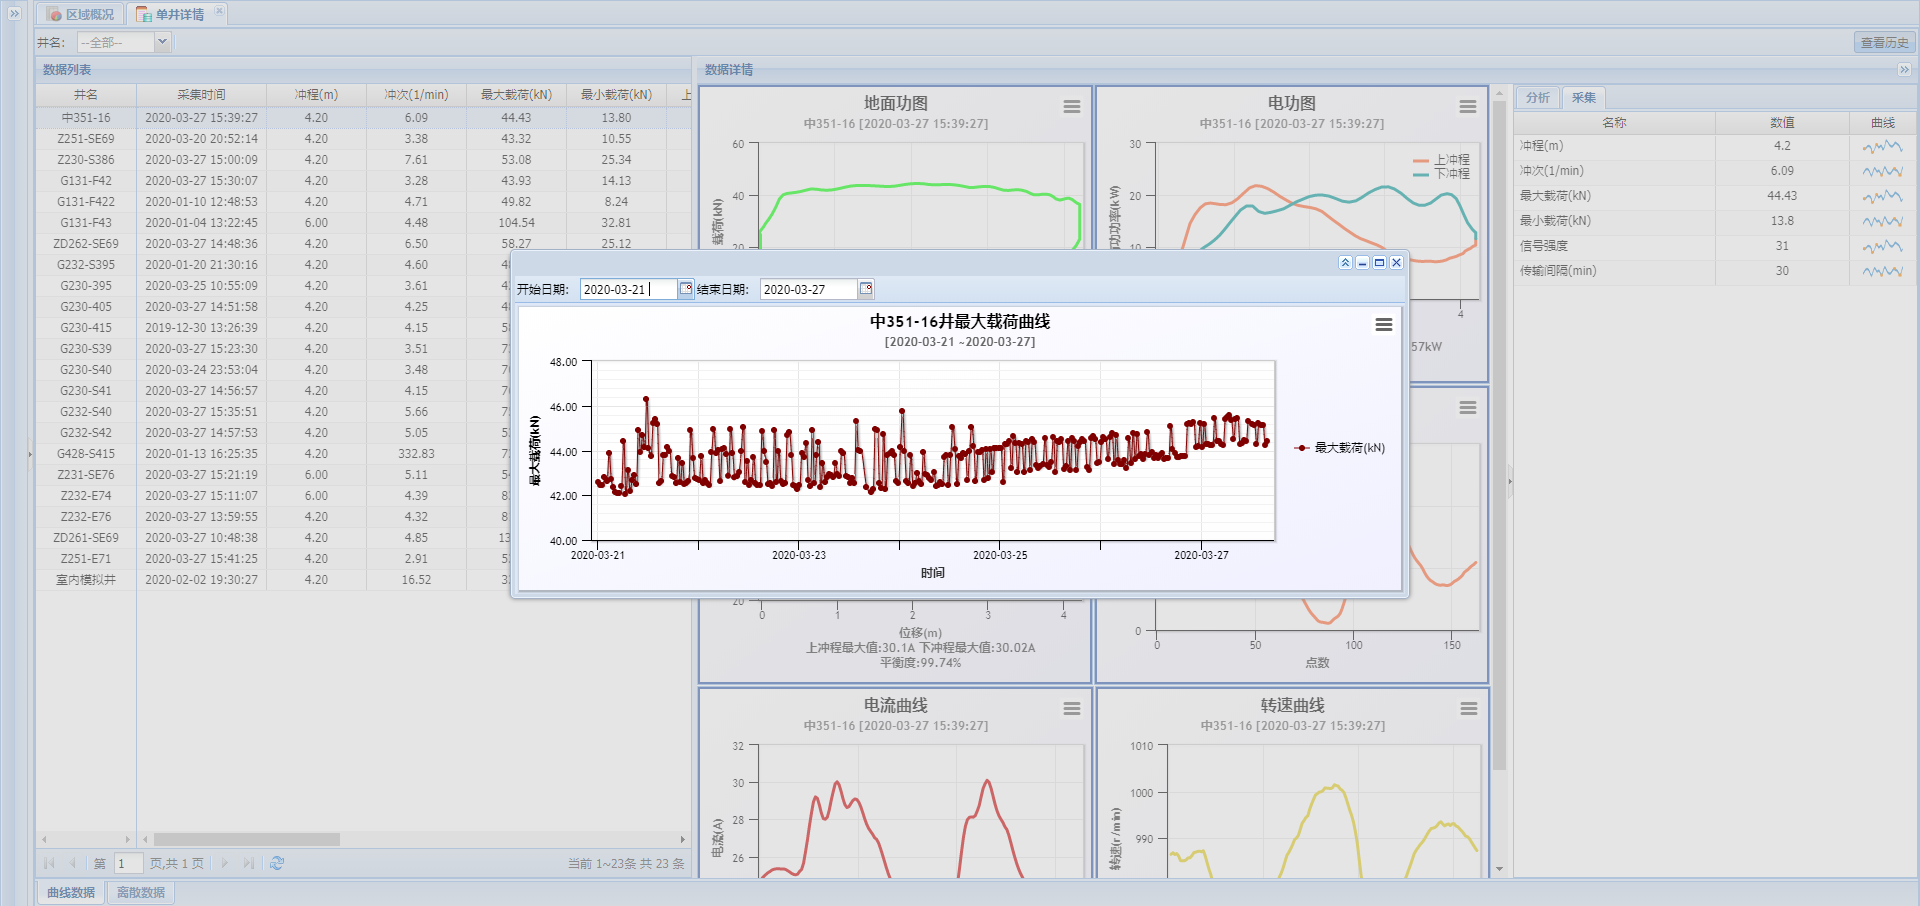 区域概况 单井详情
井名: --全部-- 查看历史
数据列表 数据详情
井名 采集时间 冲程(m) 冲次(1/min) 最大载荷(kN) 最小载荷(kN) 上
中351-16 2020-03-27 15:39:27 4.20 6.09 44.43 13.80
Z251-SE69 2020-03-20 20:52:14 4.20 3.38 43.32 10.55
Z230-S386 2020-03-27 15:00:09 4.20 7.61 53.08 25.34
G131-F42 2020-03-27 15:30:07 4.20 3.28 43.93 14.13
G131-F422 2020-01-10 12:48:53 4.20 4.71 49.82 8.24
G131-F43 2020-01-04 13:22:45 6.00 4.48 104.54 32.81
ZD262-SE69 2020-03-27 14:48:36 4.20 6.50 58.27 25.12
G232-S395 2020-01-20 21:30:16 4.20 4.60
G230-395 2020-03-25 10:55:09 4.20 3.61
G230-405 2020-03-27 14:51:58 4.20 4.25
G230-415 2019-12-30 13:26:39 4.20 4.15
G230-S39 2020-03-27 15:23:30 4.20 3.51
G230-S40 2020-03-24 23:53:04 4.20 3.48
G230-S41 2020-03-27 14:56:57 4.20 4.15
G232-S40 2020-03-27 15:35:51 4.20 5.66
G232-S42 2020-03-27 14:57:53 4.20 5.05
G428-S415 2020-01-13 16:25:35 4.20 332.83
Z231-SE76 2020-03-27 15:21:19 6.00 5.11
Z232-E74 2020-03-27 15:11:07 6.00 4.39
Z232-E76 2020-03-27 13:59:55 4.20 4.32
ZD261-SE69 2020-03-27 10:48:38 4.20 4.85 13
Z251-E71 2020-03-27 15:41:25 4.20 2.91
室内模拟井 2020-02-02 19:30:27 4.20 16.52
第 1 页,共 1 页 当前 1~23条 共 23 条
曲线数据 离散数据
地面功图
中351-16 [2020-03-27 15:39:27]
载荷(kN)
60
40
20
电功图
中351-16 [2020-03-27 15:39:27]
功功率(kW)
30
20
10
上冲程
下冲程
4
57kW
开始日期: 2020-03-21 结束日期: 2020-03-27
中351-16井最大载荷曲线
[2020-03-21 ~2020-03-27]
最大载荷(kN)
48.00
46.00
44.00
42.00
40.00
2020-03-21 2020-03-23 2020-03-25 2020-03-27
时间
最大载荷(kN)
20
0 1 2 3 4
位移(m)
上冲程最大值:30.1A 下冲程最大值:30.02A
平衡度:99.74%
0
0 50 100 150
点数
电流曲线
中351-16 [2020-03-27 15:39:27]
电流(A)
32
30
28
26
转速曲线
中351-16 [2020-03-27 15:39:27]
转速(r/min)
1010
1000
990
分析 采集
名称 数值 曲线
冲程(m) 4.2
冲次(1/min) 6.09
最大载荷(kN) 44.43
最小载荷(kN) 13.8
信号强度 31
传输间隔(min) 30